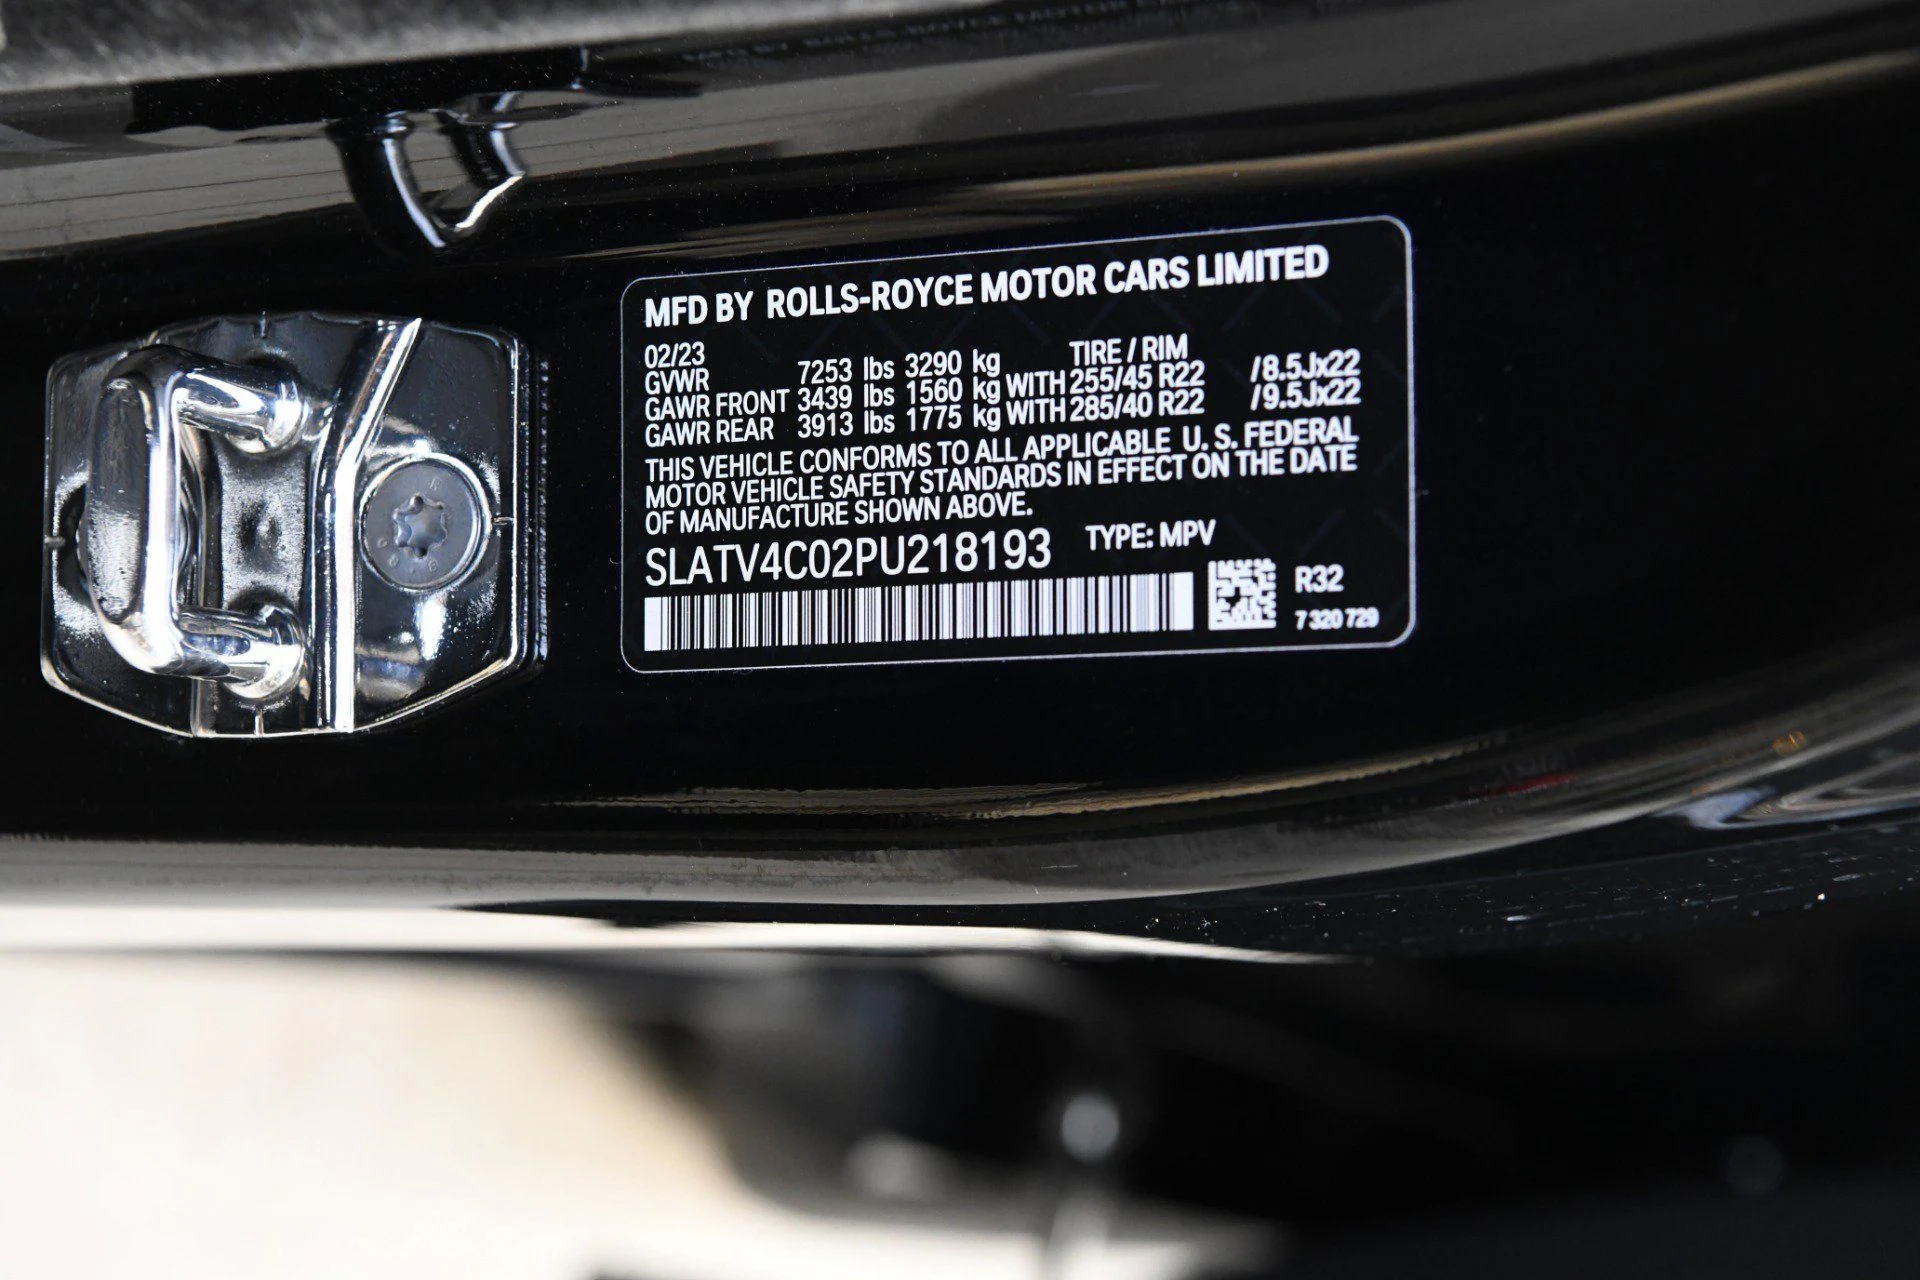 MFD BY ROLLS-ROYCE MOTOR CARS LIMITED
02/23 TIRE / RIM
GVWR 7253 lbs 3290 kg
GAWR FRONT 3439 lbs 1560 kg WITH 255/45 R22 /8.5Jx22
GAWR REAR 3913 lbs 1775 kg WITH 285/40 R22 /9.5Jx22
THIS VEHICLE CONFORMS TO ALL APPLICABLE U. S. FEDERAL
MOTOR VEHICLE SAFETY STANDARDS IN EFFECT ON THE DATE
OF MANUFACTURE SHOWN ABOVE.
SLATV4C02PU218193 TYPE: MPV
R32
7 320 729